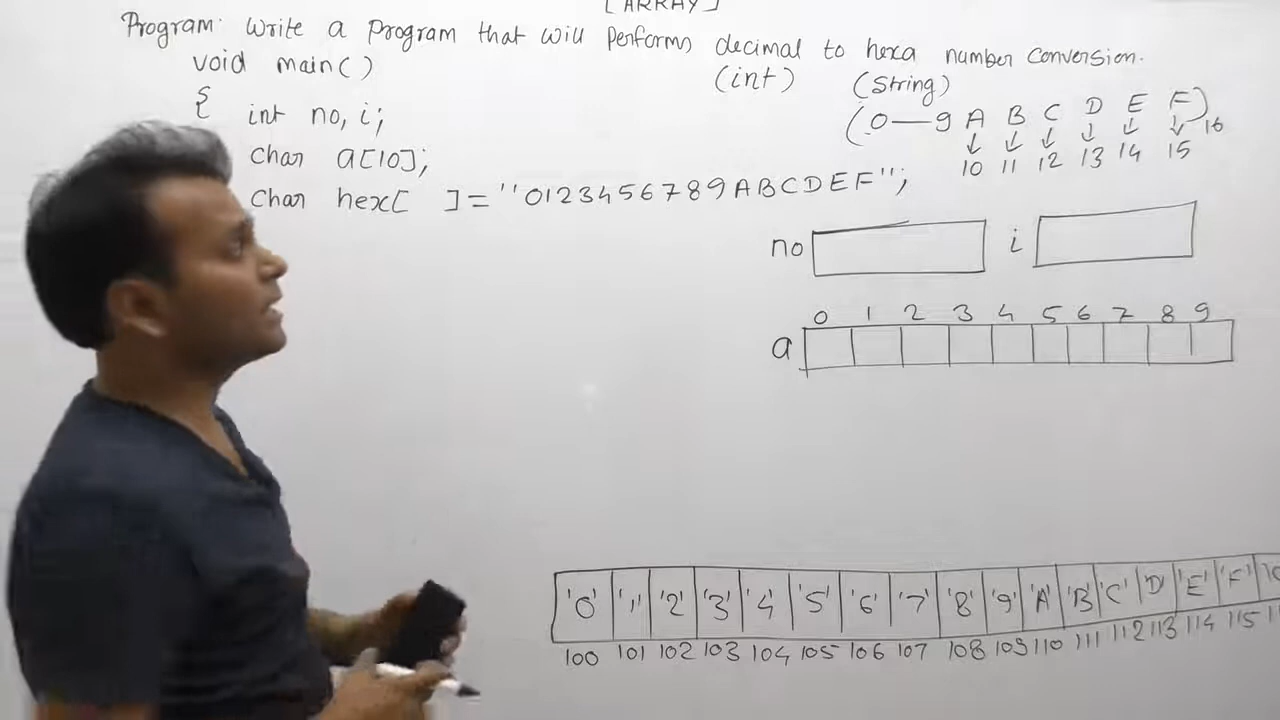 [ARRAY]
Program: Write a Program that will Performs decimal to hexa number conversion.
void main() (int) (String)
{
int no, i;
(0—9 A B C D E F)16
char a[10];
10 11 12 13 14 15
char hex[ ]="0123456789ABCDEF";
no i
0 1 2 3 4 5 6 7 8 9
a
'0' '1' '2' '3' '4' '5' '6' '7' '8' '9' 'A' 'B' 'C' 'D' 'E' 'F'
100 101 102 103 104 105 106 107 108 109 110 111 112 113 114 115